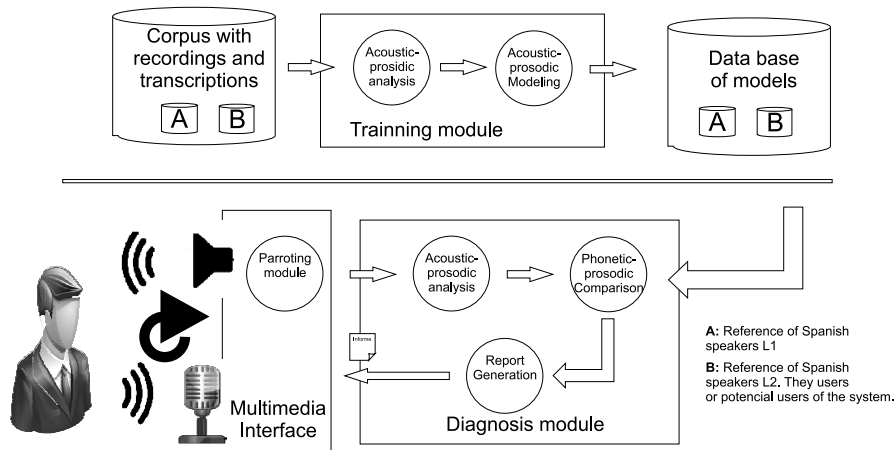 Corpus with
recordings and
transcriptions
A
B
Acoustic-
prosidic
analysis
Acoustic-
prosodic
Modeling
Trainning module
Data base
of models
A
B
Parroting
module
Multimedia
Interface
Acoustic-
prosodic
analysis
Phonetic-
prosodic
Comparison
Informe
Report
Generation
Diagnosis module
A: Reference of Spanish
speakers L1
B: Reference of Spanish
speakers L2. They users
or potencial users of the system.